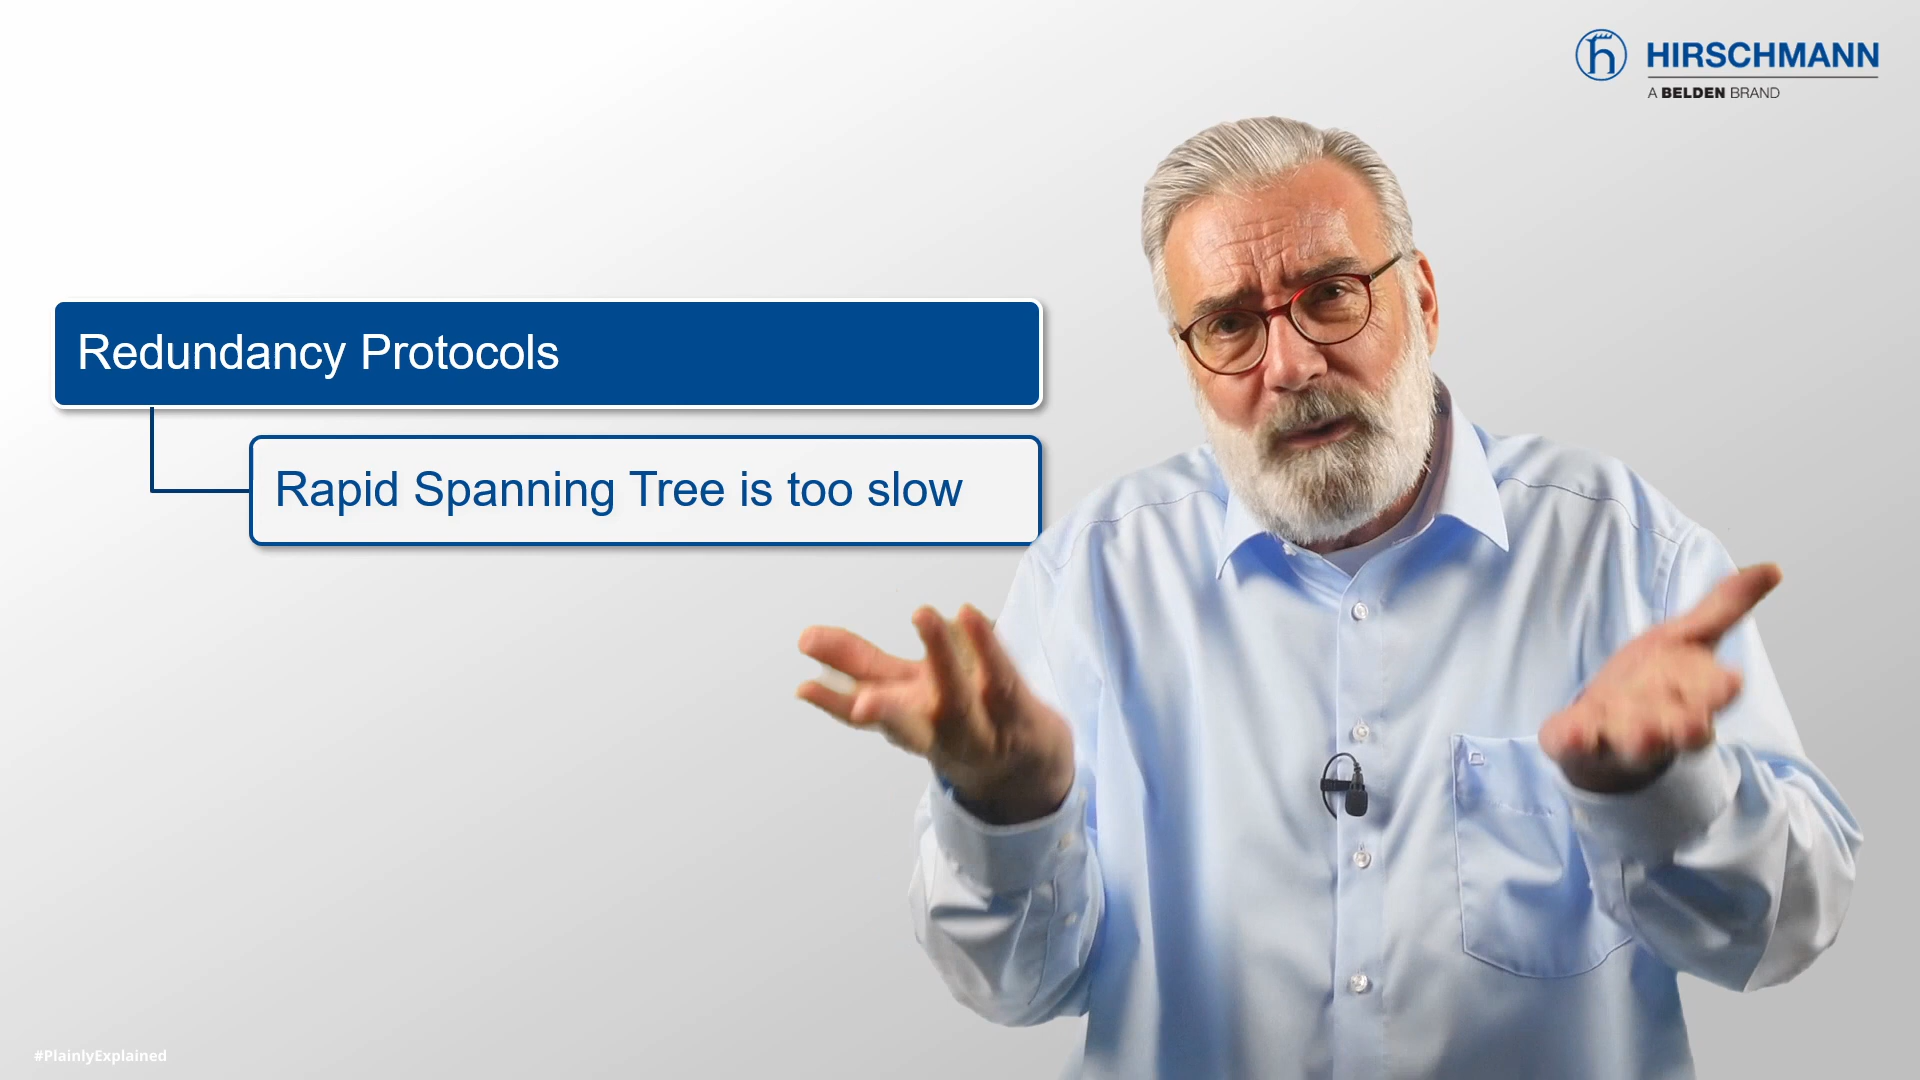 HIRSCHMANN
A BELDEN BRAND
Redundancy Protocols
Rapid Spanning Tree is too slow
#PlainlyExplained